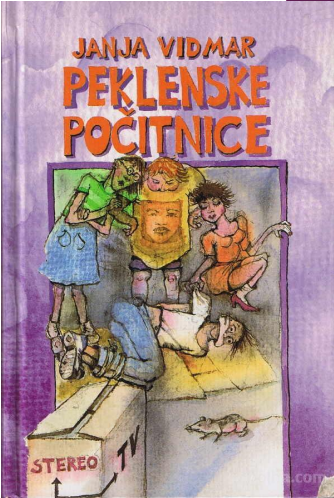 JANJA VIDMAR
PEKLENSKE
POČITNICE
STEREO
TV